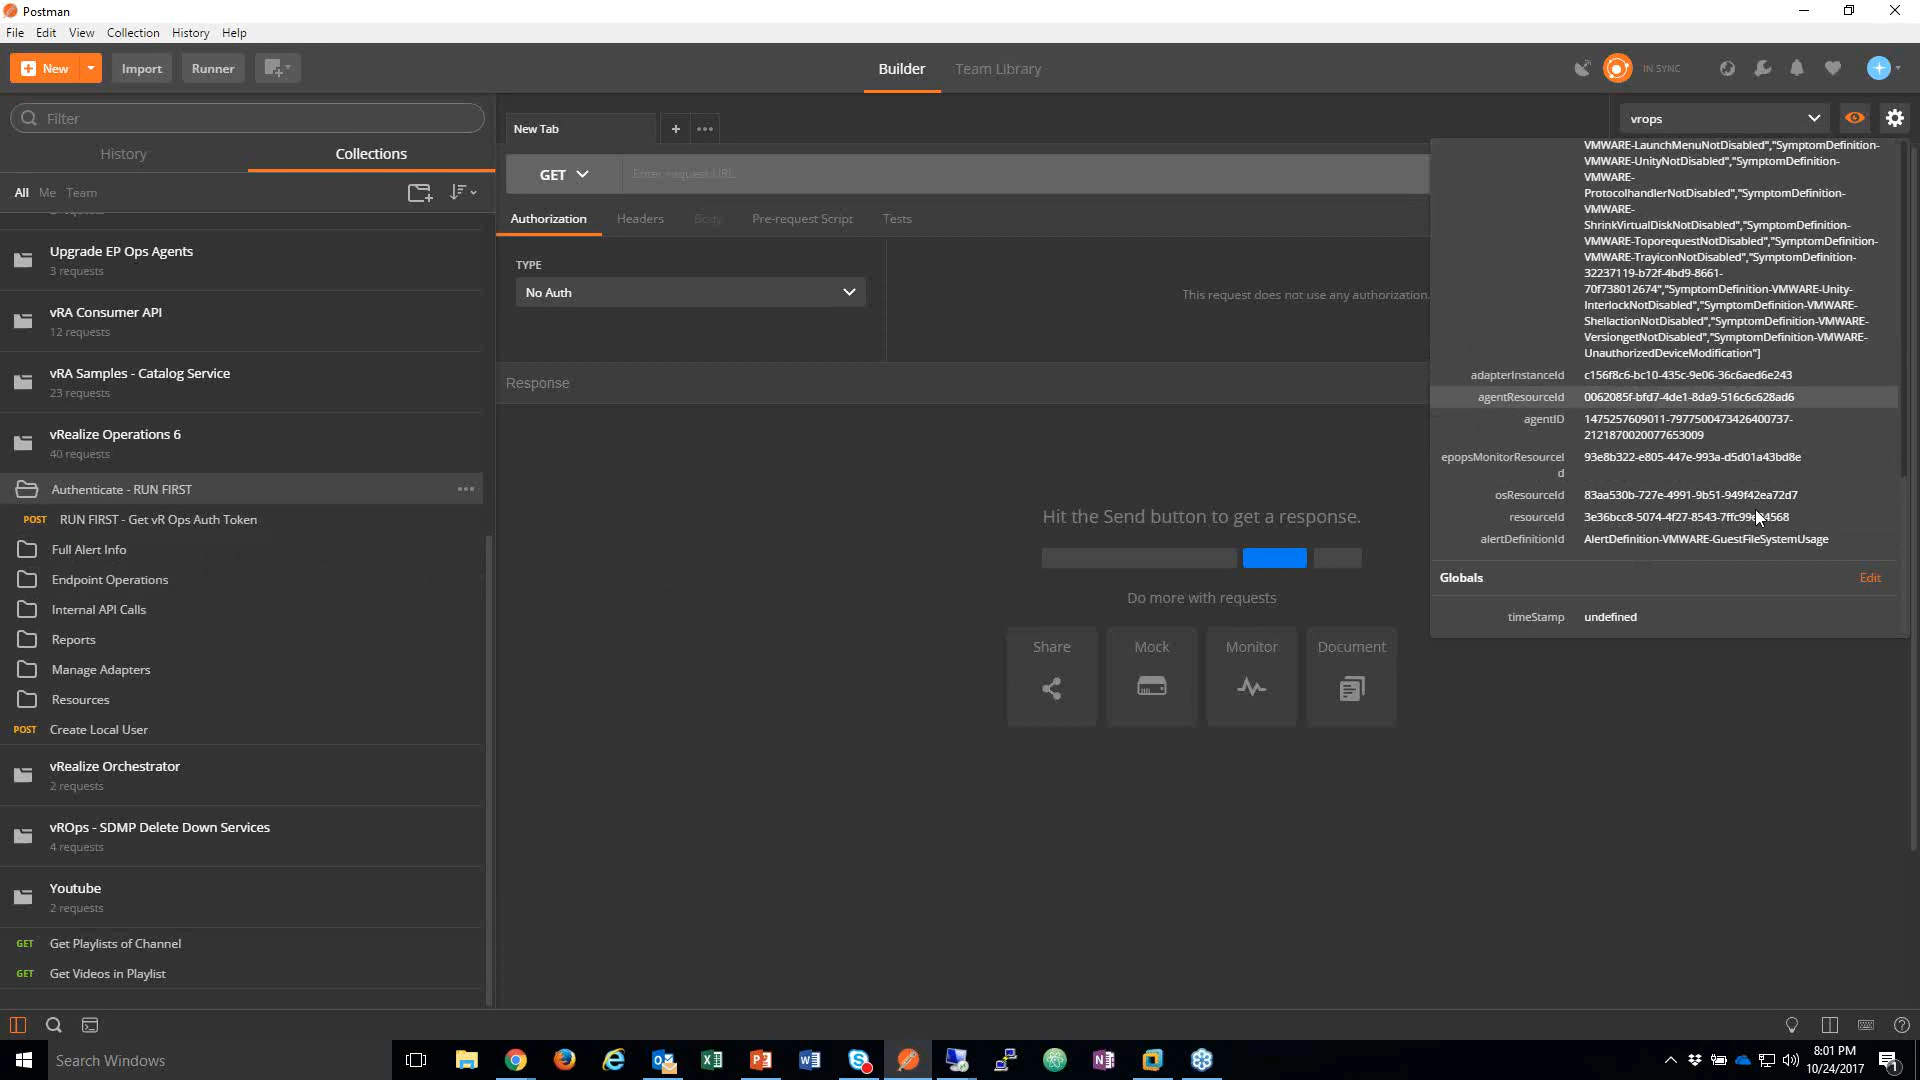 Postman
File Edit View Collection History Help
New Import Runner
Builder Team Library
IN SYNC
Filter
History Collections
All Me Team
Upgrade EP Ops Agents
3 requests
vRA Consumer API
12 requests
vRA Samples - Catalog Service
23 requests
vRealize Operations 6
40 requests
Authenticate - RUN FIRST
POST RUN FIRST - Get vR Ops Auth Token
Full Alert Info
Endpoint Operations
Internal API Calls
Reports
Manage Adapters
Resources
POST Create Local User
vRealize Orchestrator
2 requests
vROps - SDMP Delete Down Services
4 requests
Youtube
2 requests
GET Get Playlists of Channel
GET Get Videos in Playlist
New Tab
GET Enter request URL
Authorization Headers Body Pre-request Script Tests
TYPE
No Auth
This request does not use any authorization.
Response
Hit the Send button to get a response.
Do more with requests
Share Mock Monitor Document
vrops
VMWARE-LaunchMenuNotDisabled","SymptomDefinition-
VMWARE-UnityNotDisabled","SymptomDefinition-
VMWARE-
ProtocolhandlerNotDisabled","SymptomDefinition-
VMWARE-
ShrinkVirtualDiskNotDisabled","SymptomDefinition-
VMWARE-ToporequestNotDisabled","SymptomDefinition-
VMWARE-TrayiconNotDisabled","SymptomDefinition-
32237119-b72f-4bd9-8661-
70f738012674","SymptomDefinition-VMWARE-Unity-
InterlockNotDisabled","SymptomDefinition-VMWARE-
ShellactionNotDisabled","SymptomDefinition-VMWARE-
VersiongetNotDisabled","SymptomDefinition-VMWARE-
UnauthorizedDeviceModification"]
adapterInstanceId c156f8c6-bc10-435c-9e06-36c6aed6e243
agentResourceId 0062085f-bfd7-4de1-8da9-516c6c628ad6
agentID 1475257609011-7977500473426400737-
2121870020077653009
epopsMonitorResourceI
d
93e8b322-e805-447e-993a-d5d01a43bd8e
osResourceId 83aa530b-727e-4991-9b51-949f42ea72d7
resourceId
alertDefinitionId AlertDefinition-VMWARE-GuestFileSystemUsage
Globals Edit
timeStamp undefined
Search Windows
8:01 PM
10/24/2017
1